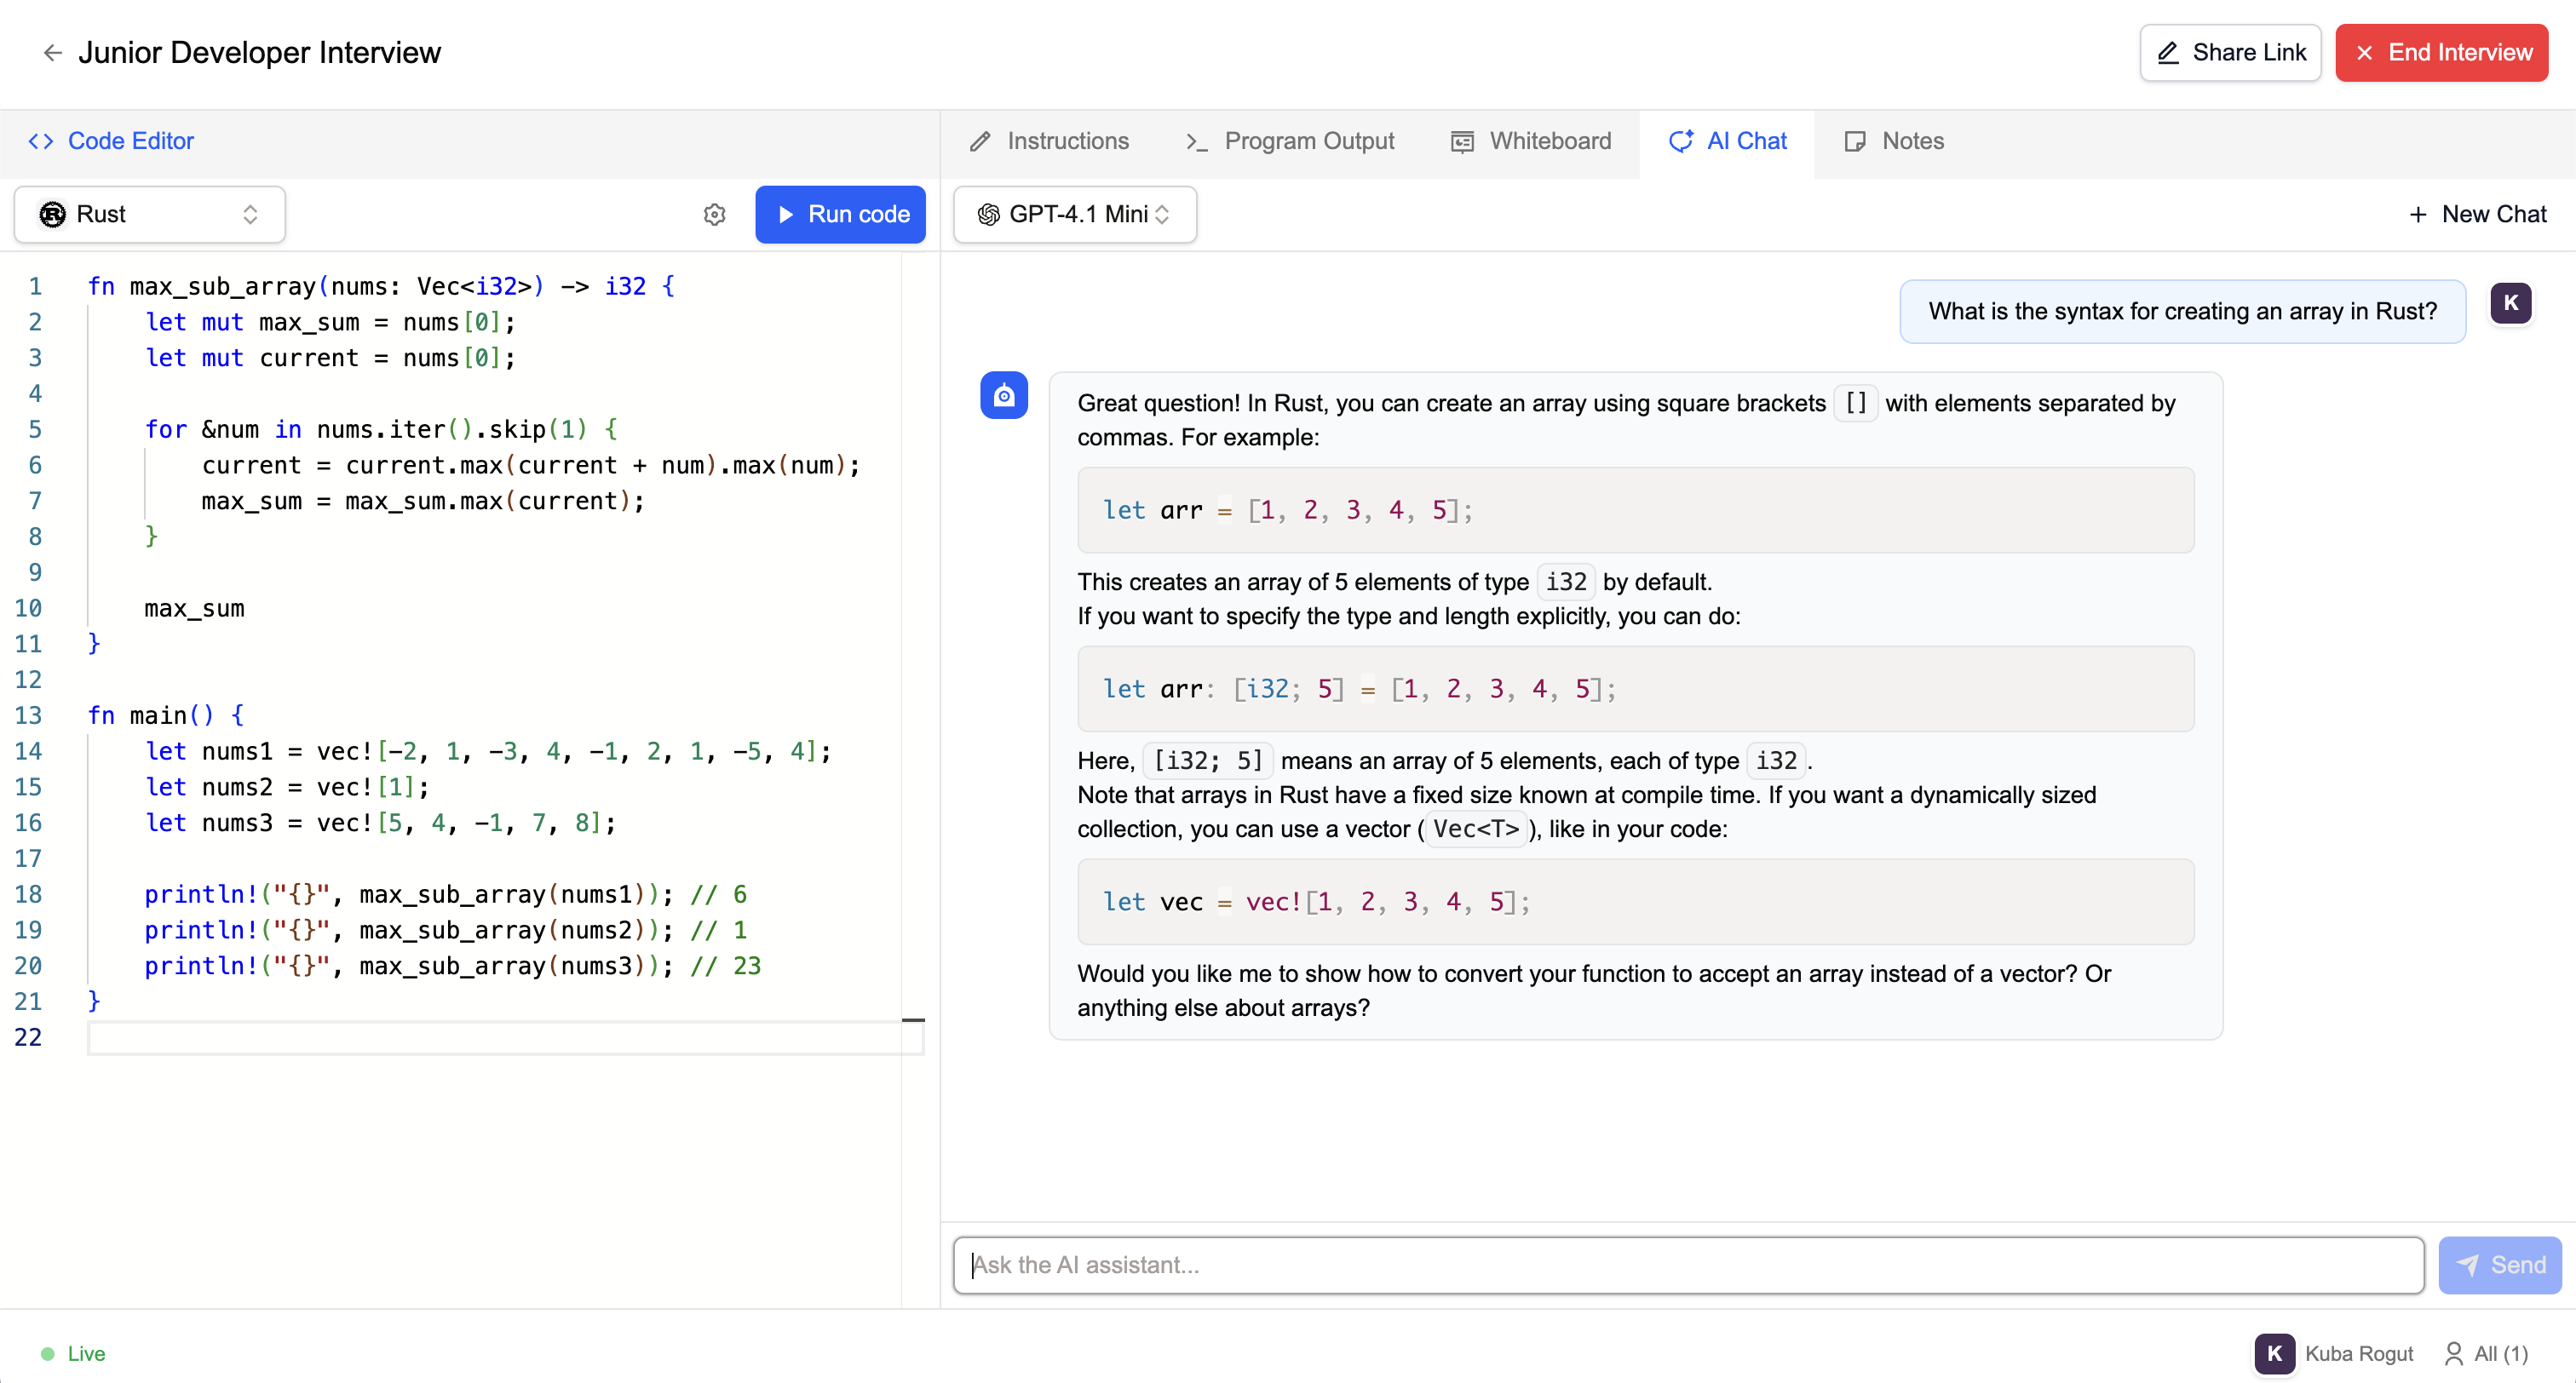 Junior Developer Interview
Share Link
End Interview
Code Editor
Instructions
Program Output
Whiteboard
AI Chat
Notes
Rust
Run code
GPT-4.1 Mini
New Chat
1 fn max_sub_array(nums: Vec<i32>) -> i32 {
2     let mut max_sum = nums[0];
3     let mut current = nums[0];
4
5     for &num in nums.iter().skip(1) {
6         current = current.max(current + num).max(num);
7         max_sum = max_sum.max(current);
8     }
9
10     max_sum
11 }
12
13 fn main() {
14     let nums1 = vec![-2, 1, -3, 4, -1, 2, 1, -5, 4];
15     let nums2 = vec![1];
16     let nums3 = vec![5, 4, -1, 7, 8];
17
18     println!("{}", max_sub_array(nums1)); // 6
19     println!("{}", max_sub_array(nums2)); // 1
20     println!("{}", max_sub_array(nums3)); // 23
21 }
22
What is the syntax for creating an array in Rust?
K
Great question! In Rust, you can create an array using square brackets [] with elements separated by
commas. For example:
let arr = [1, 2, 3, 4, 5];
This creates an array of 5 elements of type i32 by default.
If you want to specify the type and length explicitly, you can do:
let arr: [i32; 5] = [1, 2, 3, 4, 5];
Here, [i32; 5] means an array of 5 elements, each of type i32.
Note that arrays in Rust have a fixed size known at compile time. If you want a dynamically sized
collection, you can use a vector (Vec<T>), like in your code:
let vec = vec![1, 2, 3, 4, 5];
Would you like me to show how to convert your function to accept an array instead of a vector? Or
anything else about arrays?
Ask the AI assistant...
Send
Live
K
Kuba Rogut
All (1)